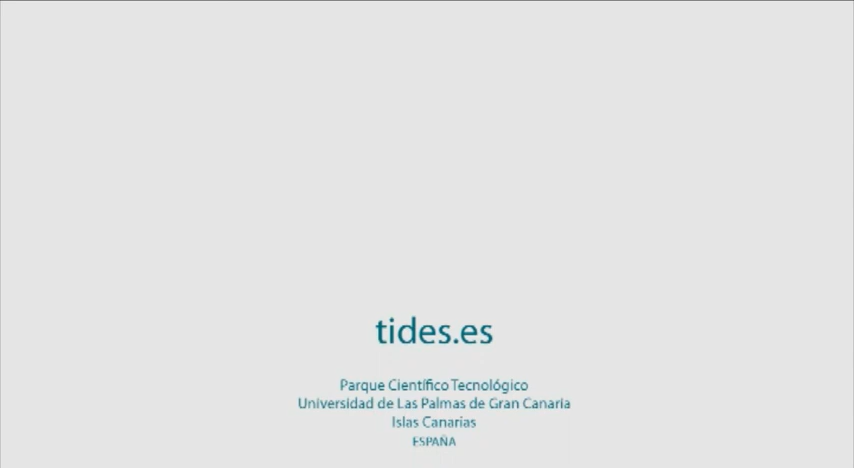 tides.es
Parque Científico Tecnológico
Universidad de Las Palmas de Gran Canaria
Islas Canarias
ESPAÑA